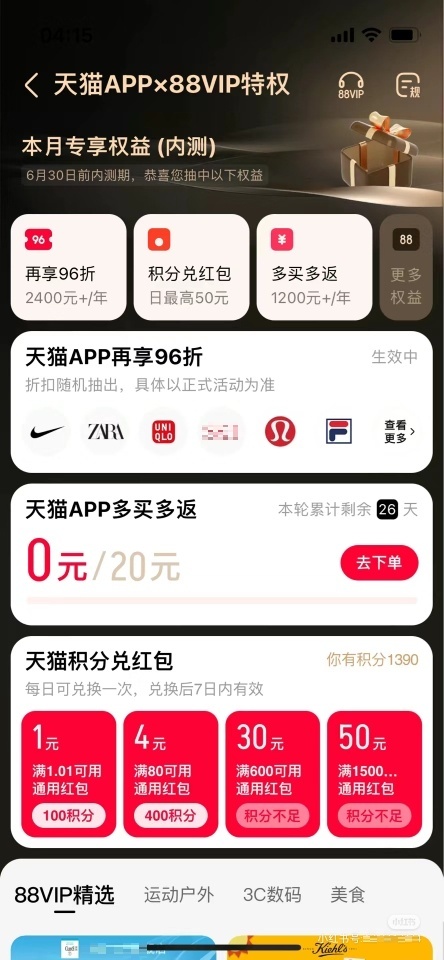 04:15
天猫APP×88VIP特权
88VIP
规
本月专享权益 (内测)
6月30日前内测期，恭喜您抽中以下权益
96
¥
88
再享96折
积分兑红包
多买多返
更多
2400元+/年
日最高50元
1200元+/年
权益
天猫APP再享96折
生效中
折扣随机抽出，具体以正式活动为准
ZARA
UNI
QLO
查看
更多
天猫APP多买多返
本轮累计剩余 26 天
0元/20元
去下单
天猫积分兑红包
你有积分1390
每日可兑换一次，兑换后7日内有效
1元
满1.01可用
通用红包
100积分
4元
满80可用
通用红包
400积分
30元
满600可用
通用红包
积分不足
50元
满1500...
通用红包
积分不足
88VIP精选
运动户外
3C数码
美食
小红书
小红书号
Kiehl's